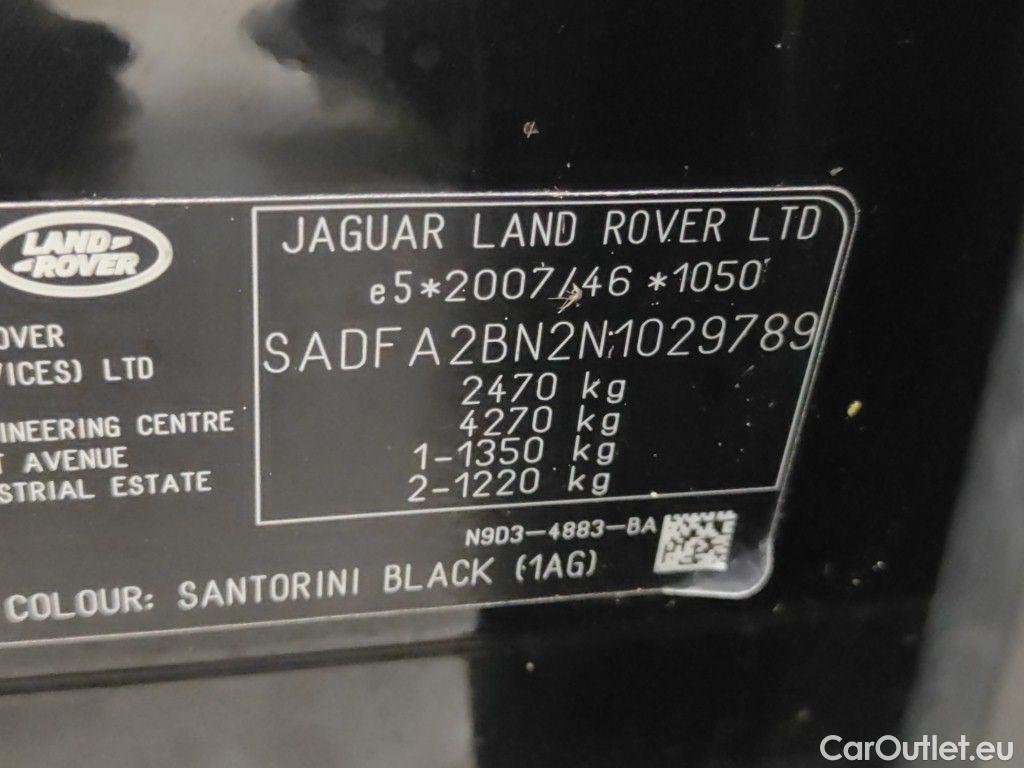 LAND-
-ROVER
JAGUAR LAND ROVER LTD
e5*2007/46*1050
OVER
VICES) LTD
SADFA2BN2N1029789
2470 kg
INEERING CENTRE
4270 kg
T AVENUE
1-1350 kg
STRIAL ESTATE
2-1220 kg
N9D3-4883-BA
COLOUR: SANTORINI BLACK (1AG)
CarOutlet.eu